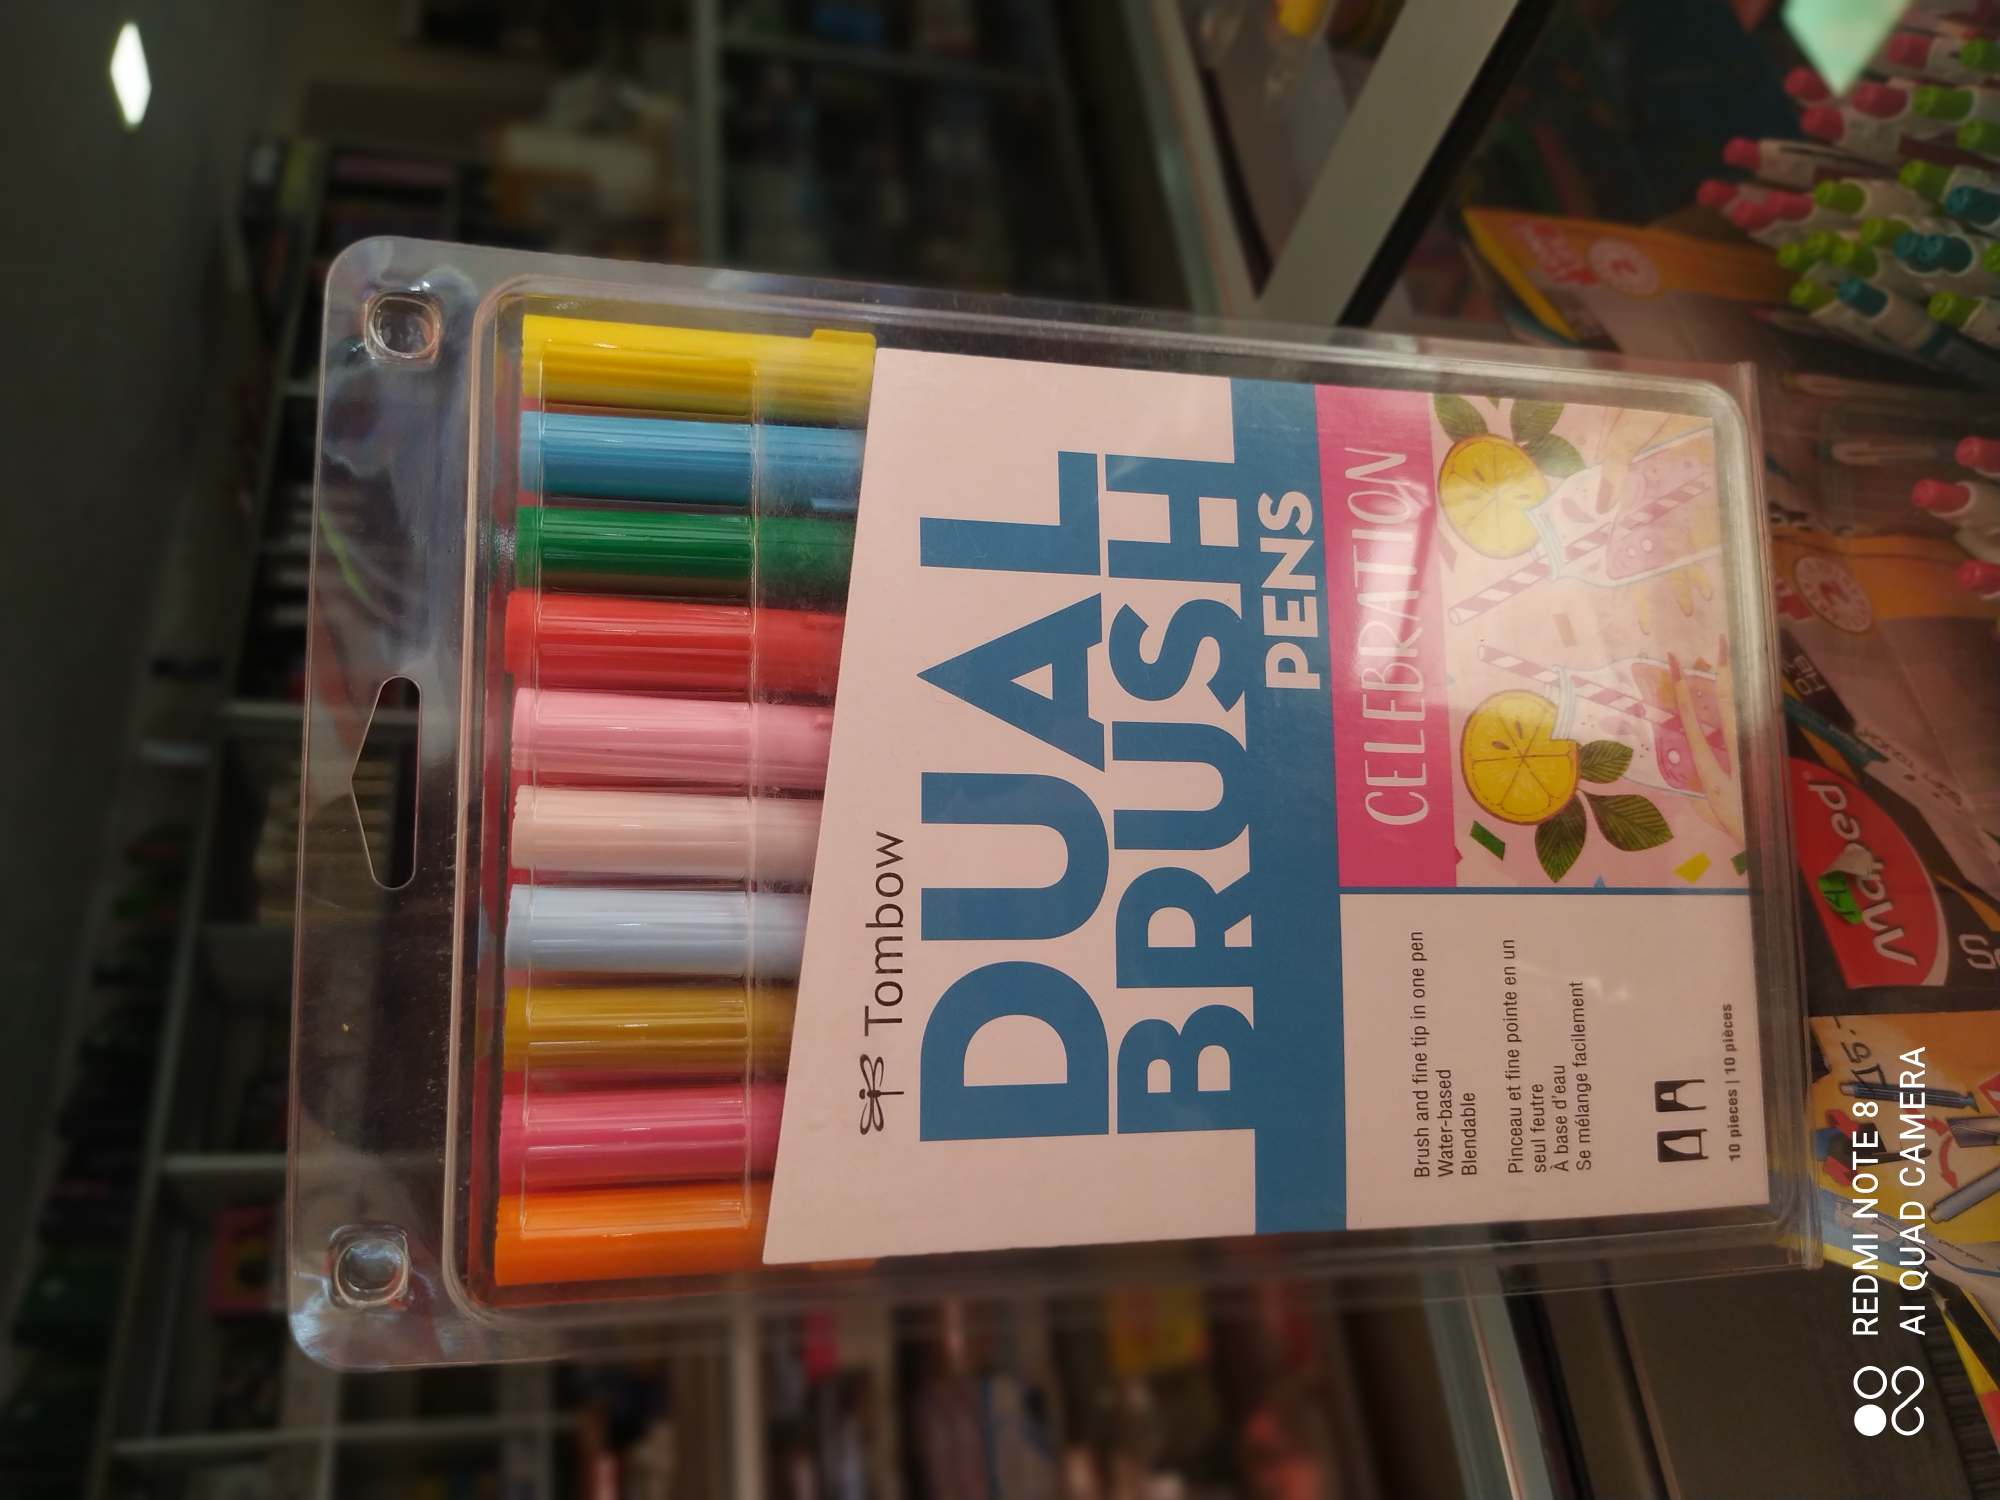 Tombow
DUAL
BRUSH
PENS
CELEBRATION
Brush and fine tip in one pen
Water-based
Blendable
Pinceau et fine pointe en un
seul feutre
À base d'eau
Se mélange facilement
10 pieces | 10 pièces
Maped
REDMI NOTE 8
AI QUAD CAMERA